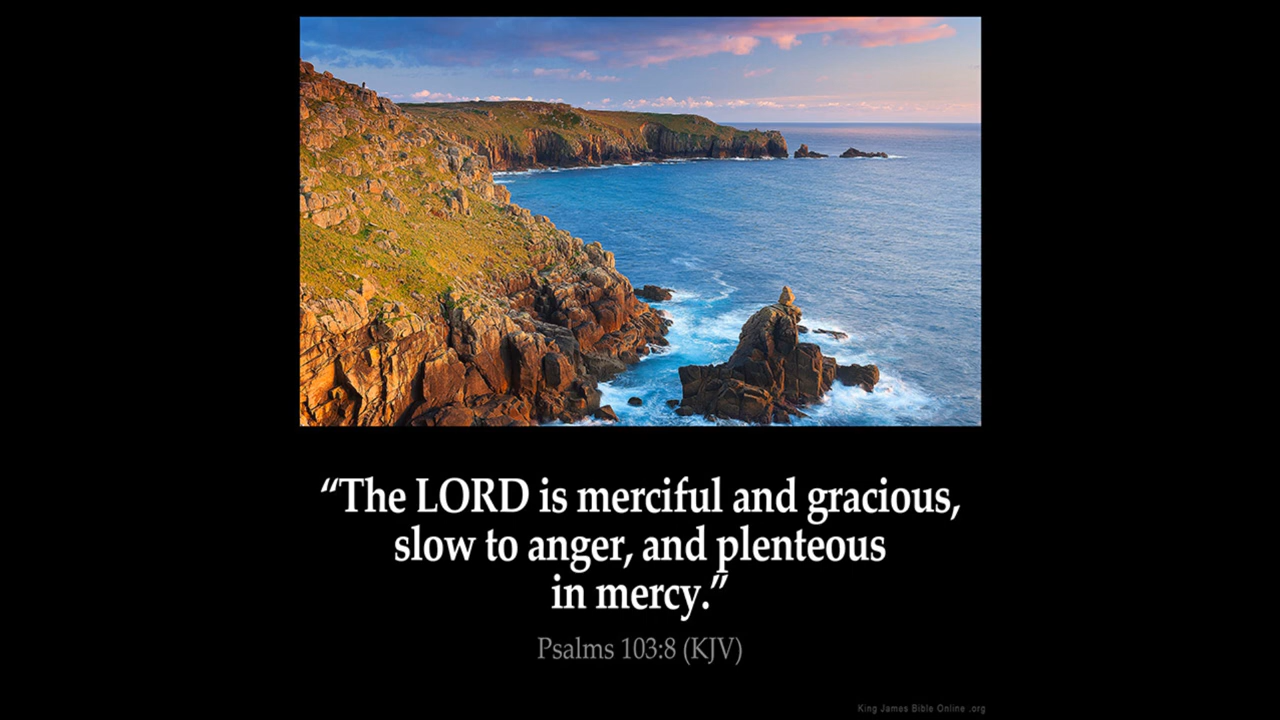 “The LORD is merciful and gracious,
slow to anger, and plenteous
in mercy.”
Psalms 103:8 (KJV)
King James Bible Online .org